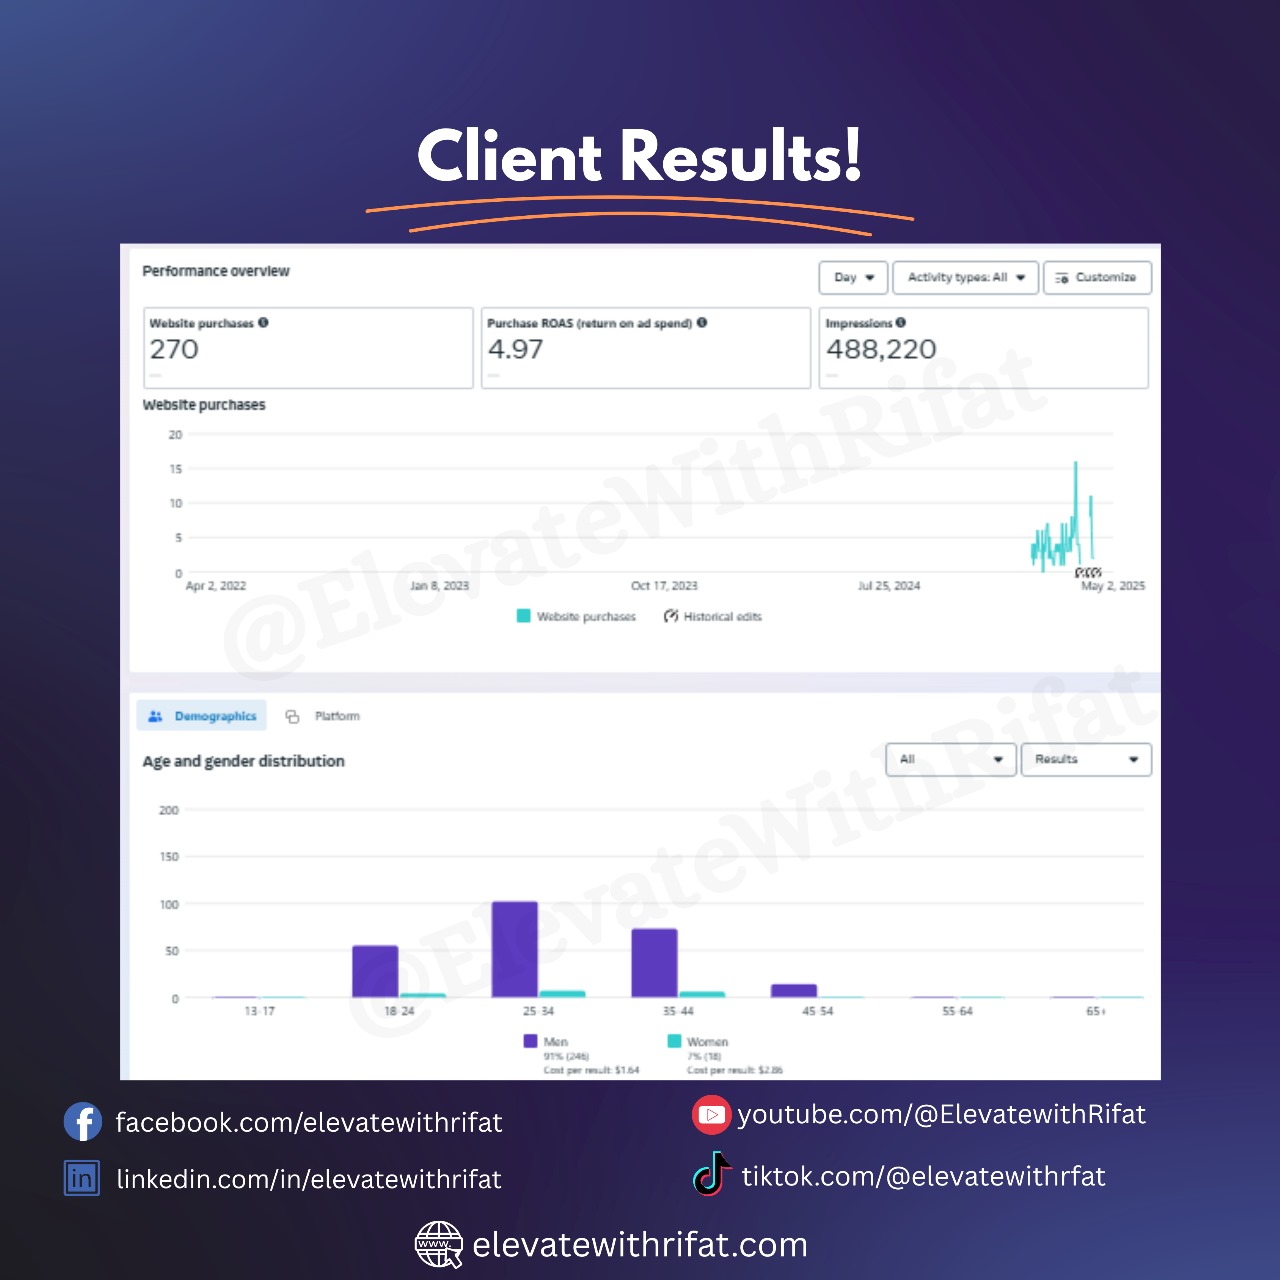 Client Results!
Performance overview
Day
Activity types: All
Customize
Website purchases
270
Purchase ROAS (return on ad spend)
4.97
Impressions
488,220
Website purchases
20
15
10
5
0
Apr 2, 2022
Jan 8, 2023
Oct 17, 2023
Jul 25, 2024
May 2, 2025
Website purchases
Historical edits
@ElevateWithRifat
Demographics
Platform
Age and gender distribution
All
Results
200
150
100
50
0
13-17
18-24
25-34
35-44
45-54
55-64
65+
@ElevateWithRifat
Men
91% (246)
Cost per result: $1.64
Women
7% (18)
Cost per result: $2.86
facebook.com/elevatewithrifat
youtube.com/@ElevatewithRifat
linkedin.com/in/elevatewithrifat
tiktok.com/@elevatewithrfat
www.
elevatewithrifat.com